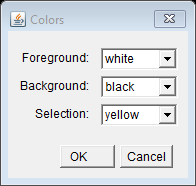 Colors
Foreground: white
Background: black
Selection: yellow
OK Cancel